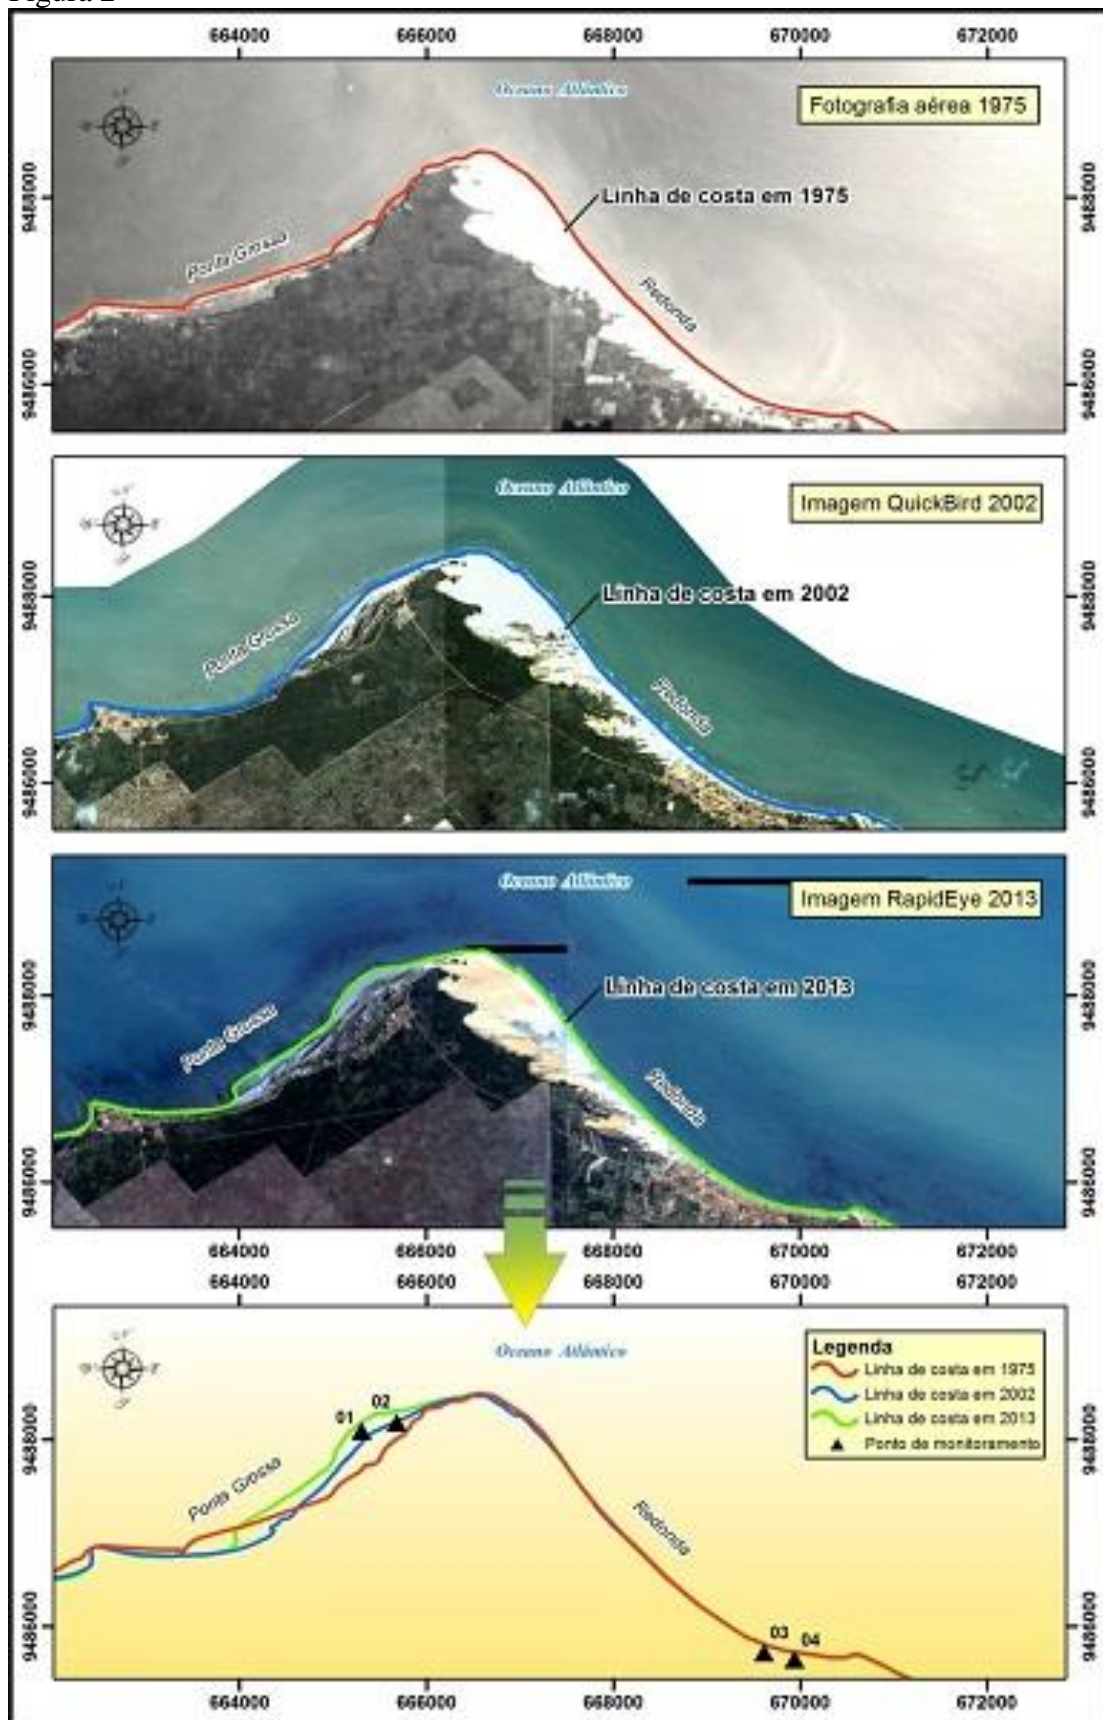 Figura 2
664000 666000 668000 670000 672000
Oceano Atlântico
Fotografia aérea 1975
9488000
9488000
Linha de costa em 1975
Ponta Grossa
Redonda
9486000
9486000
Oceano Atlântico
Imagem QuickBird 2002
9488000
9488000
Linha de costa em 2002
Ponta Grossa
Redonda
9486000
9486000
Oceano Atlântico
Imagem RapidEye 2013
9488000
9488000
Linha de costa em 2013
Ponta Grossa
Redonda
9486000
9486000
664000 666000 668000 670000 672000
664000 666000 668000 670000 672000
Oceano Atlântico
Legenda
Linha de costa em 1975
Linha de costa em 2002
Linha de costa em 2013
Ponto de monitoramento
01
02
9488000
9488000
Ponta Grossa
Redonda
9486000
9486000
03
04
664000 666000 668000 670000 672000